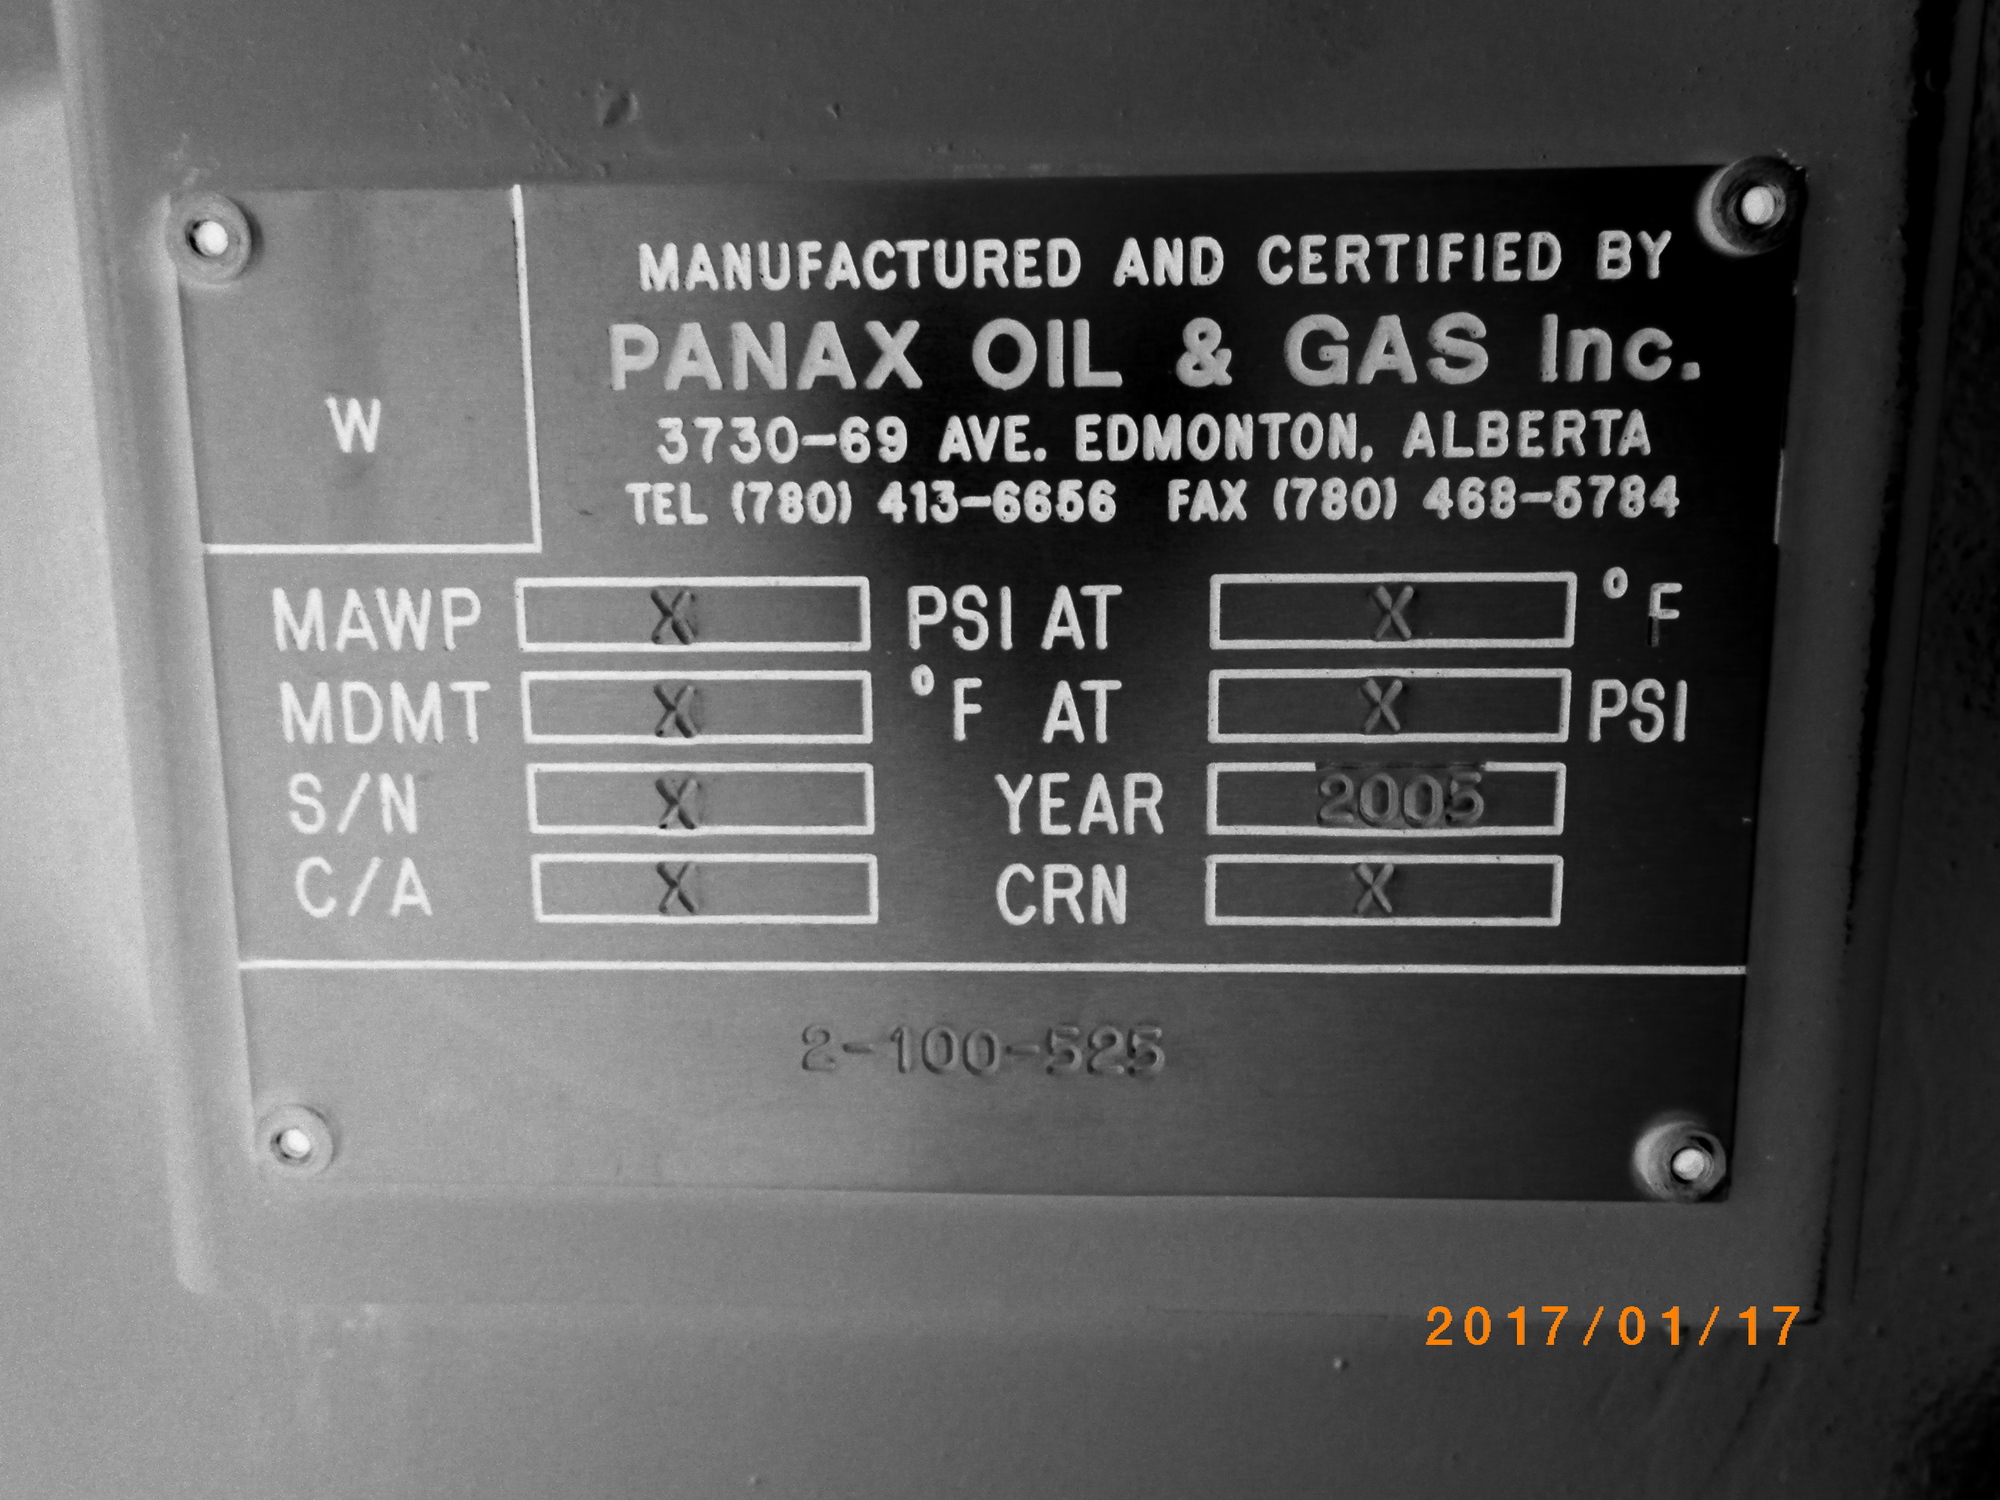 MANUFACTURED AND CERTIFIED BY
PANAX OIL & GAS Inc.
3730-69 AVE. EDMONTON, ALBERTA
TEL (780) 413-6656 FAX (780) 468-5784
W
MAWP X PSI AT X °F
MDMT X °F AT X PSI
S/N X YEAR 2005
C/A X CRN X
2-100-525
2017/01/17